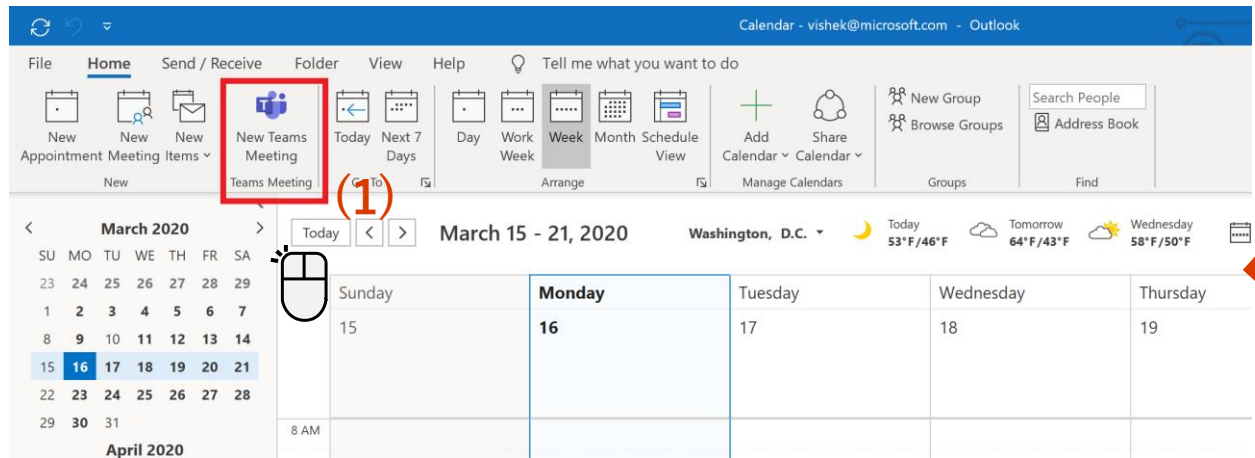 Calendar - vishek@microsoft.com - Outlook
File Home Send / Receive Folder View Help Tell me what you want to do
New Appointment
New Meeting
New Items
New Teams Meeting
Today
Next 7 Days
Day
Work Week
Week
Month
Schedule View
Add Calendar
Share Calendar
New Group
Browse Groups
Search People
Address Book
New
Teams Meeting
Go To
Arrange
Manage Calendars
Groups
Find
(1)
March 2020
SU MO TU WE TH FR SA
23 24 25 26 27 28 29
1 2 3 4 5 6 7
8 9 10 11 12 13 14
15 16 17 18 19 20 21
22 23 24 25 26 27 28
29 30 31
April 2020
Today
March 15 - 21, 2020
Washington, D.C.
Today
53°F/46°F
Tomorrow
64°F/43°F
Wednesday
58°F/50°F
Sunday Monday Tuesday Wednesday Thursday
15 16 17 18 19
8 AM